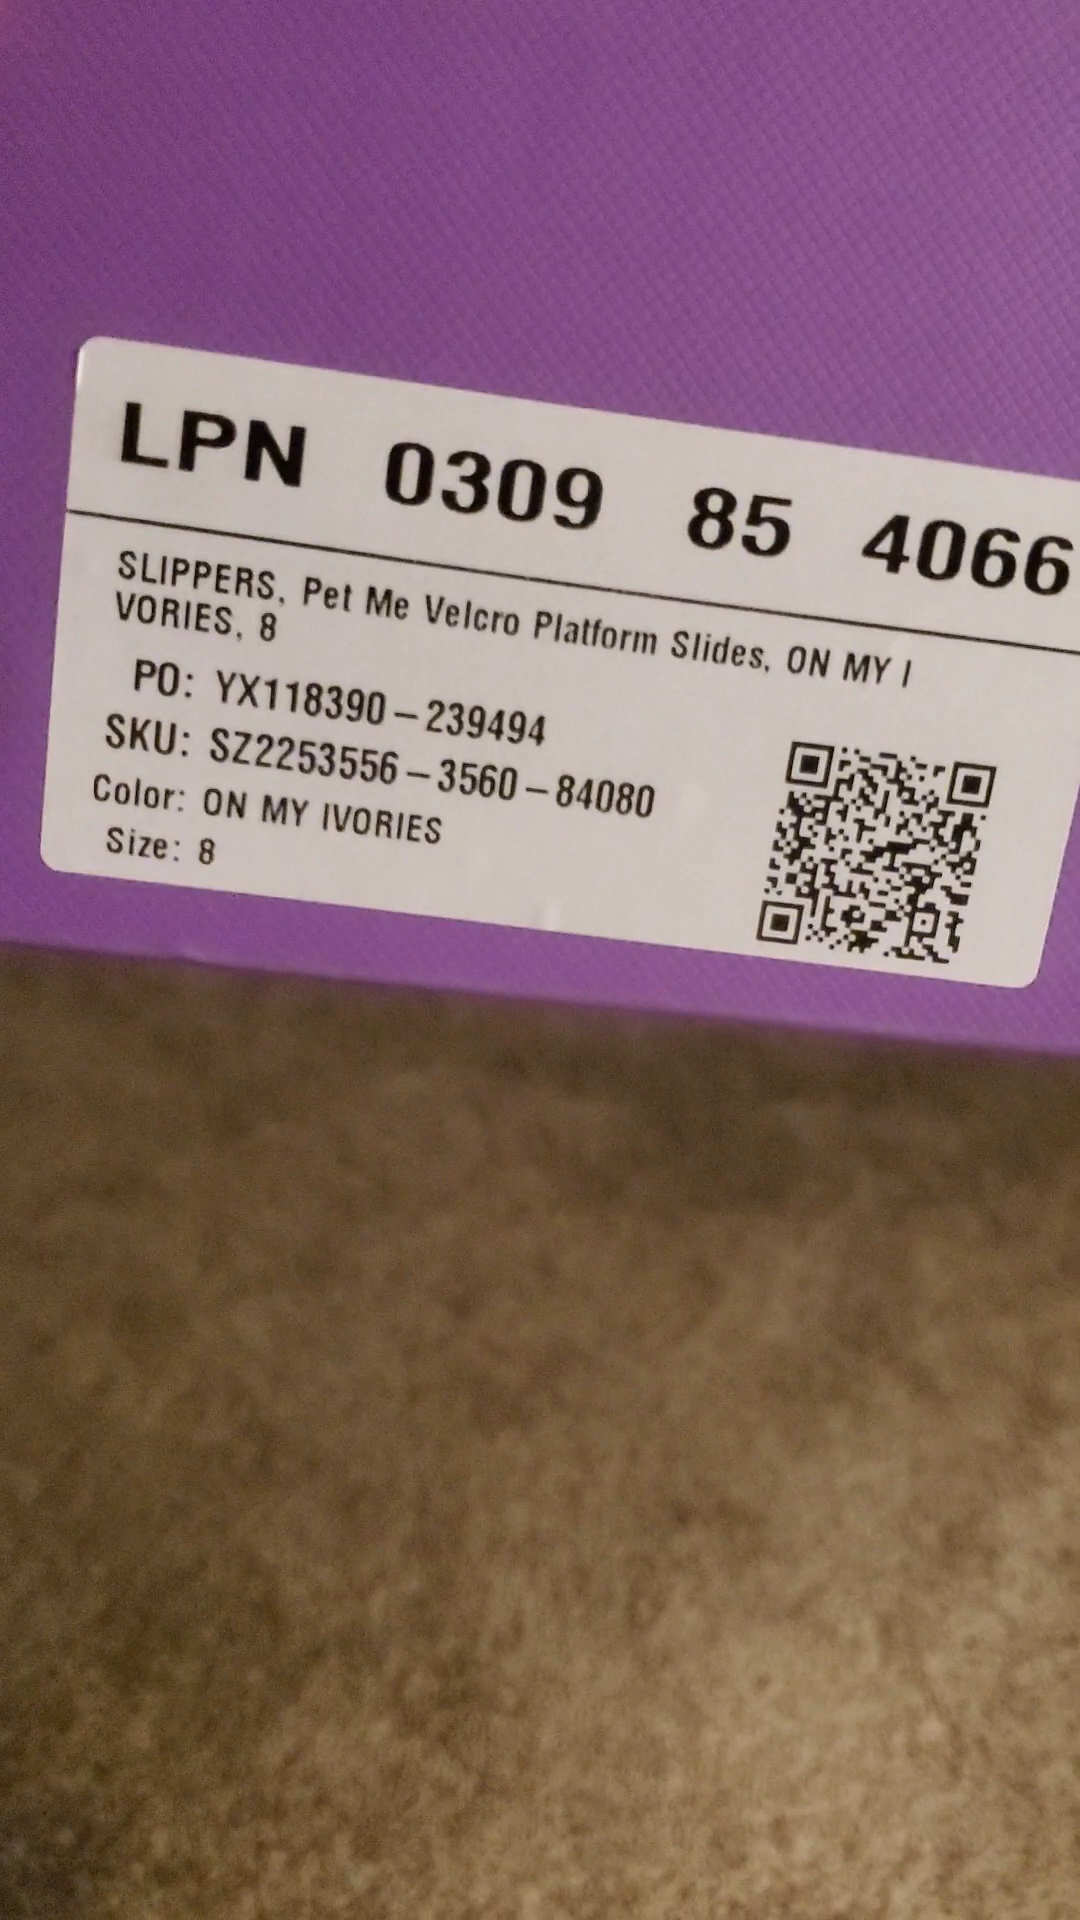 LPN 0309 85 4066
SLIPPERS, Pet Me Velcro Platform Slides, ON MY I
VORIES, 8
PO: YX118390-239494
SKU: SZ2253556-3560-84080
Color: ON MY IVORIES
Size: 8